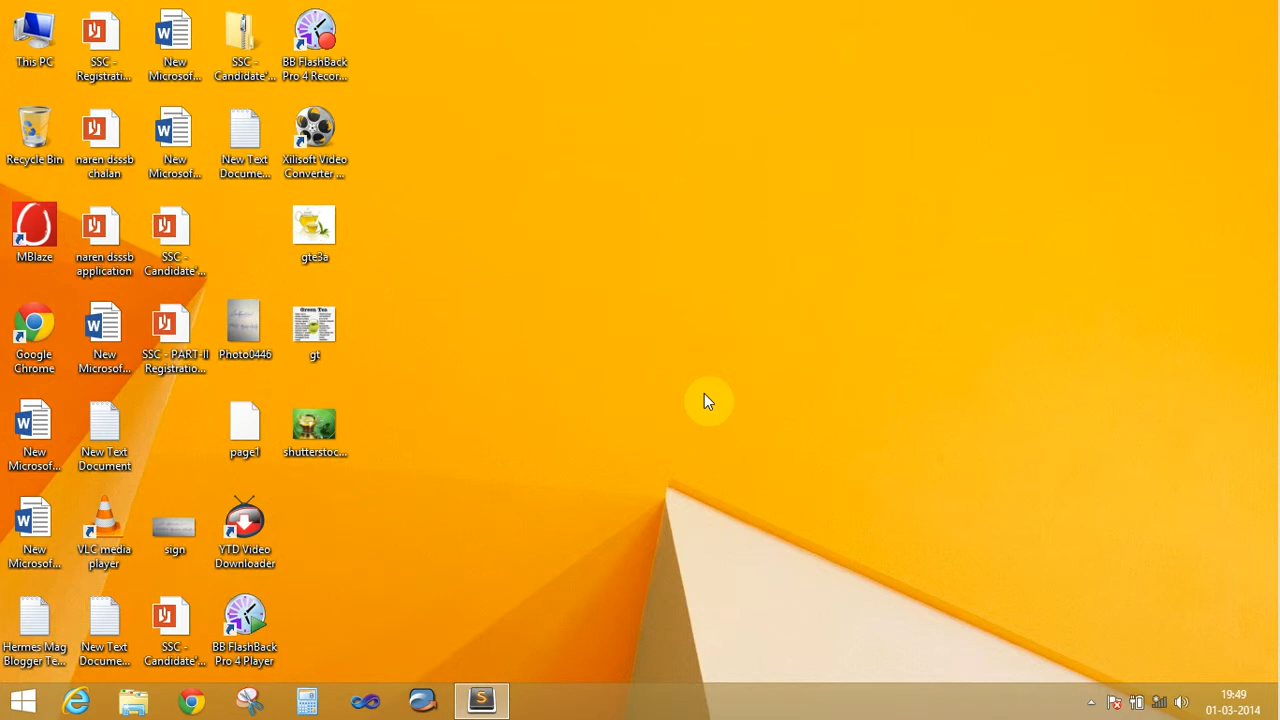 This PC
SSC -
Registrati...
New
Microsof...
SSC -
Candidate'...
BB FlashBack
Pro 4 Recor...
Recycle Bin
naren dsssb
chalan
New
Microsof...
New Text
Docume...
Xilisoft Video
Converter ...
MBlaze
naren dsssb
application
SSC -
Candidate'...
gte3a
Google
Chrome
New
Microsof...
SSC - PART-II
Registratio...
Photo0446
Green Tea
gt
New
Microsof...
New Text
Document
page1
shutterstoc...
New
Microsof...
VLC media
player
sign
YTD Video
Downloader
Hermes Mag
Blogger Te...
New Text
Docume...
SSC -
Candidate'...
BB FlashBack
Pro 4 Player
19:49
01-03-2014